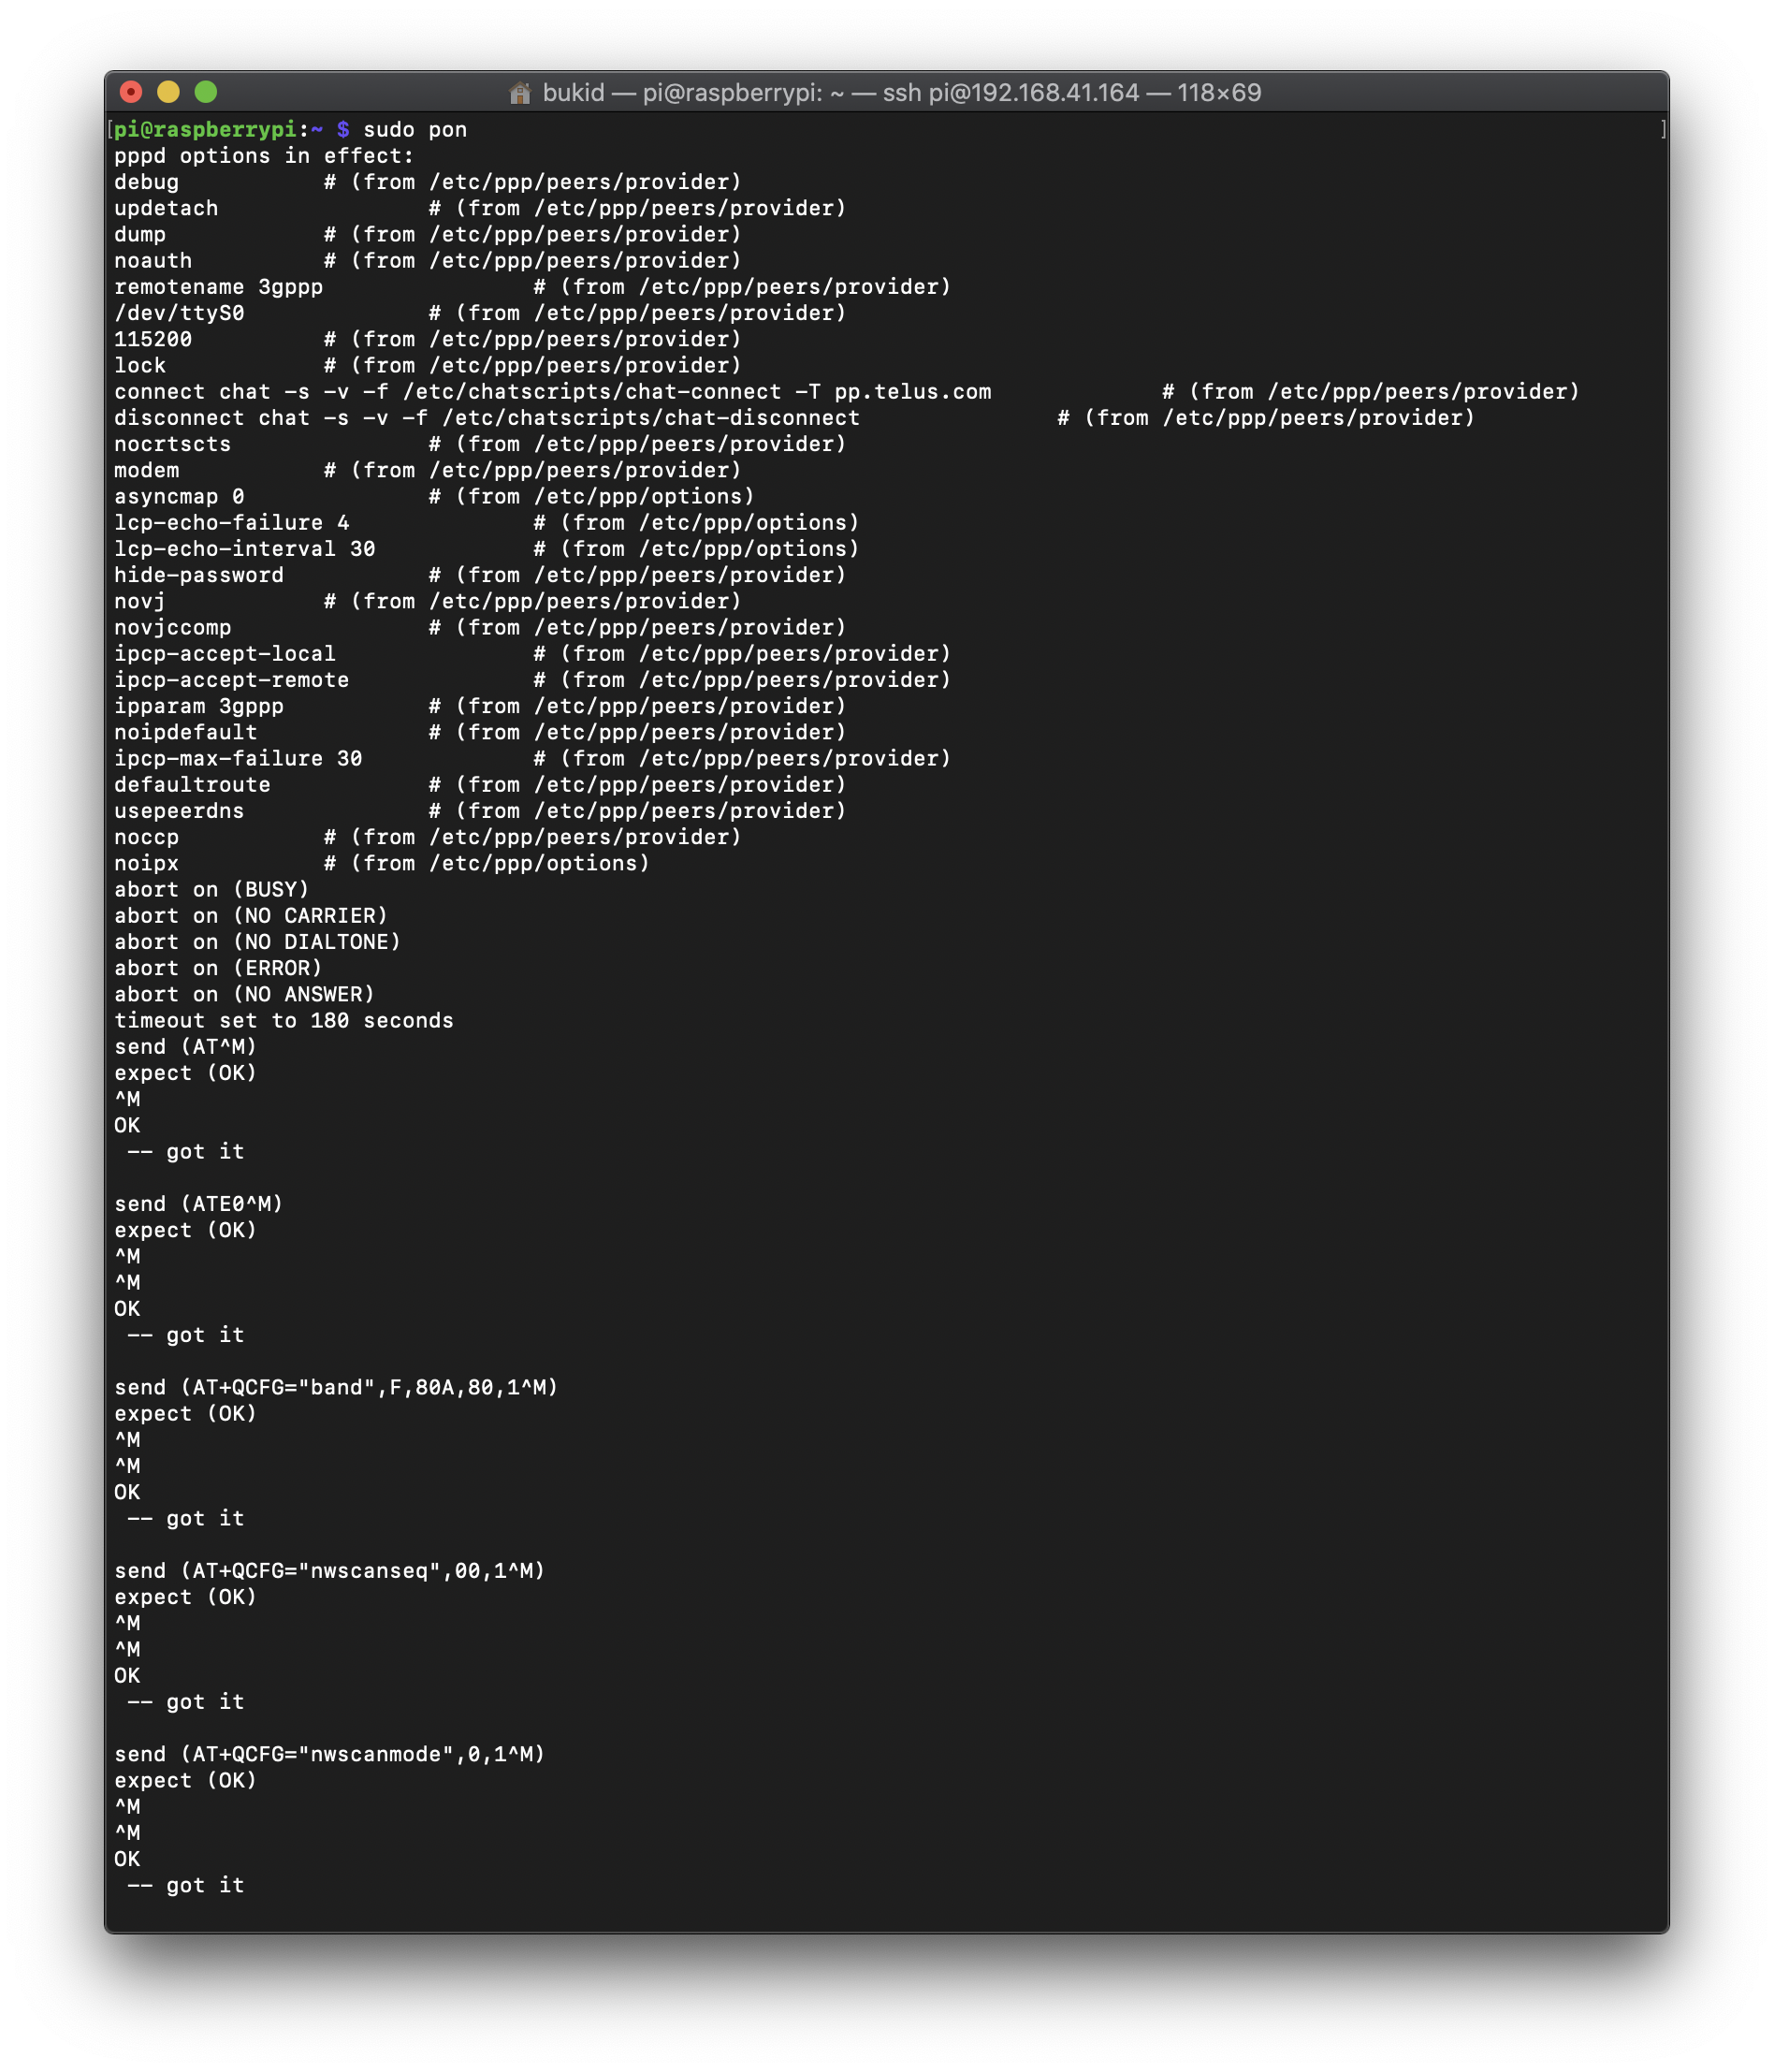 bukid — pi@raspberrypi: ~ — ssh pi@192.168.41.164 — 118×69
[pi@raspberrypi:~ $ sudo pon ]
pppd options in effect:
debug # (from /etc/ppp/peers/provider)
updetach # (from /etc/ppp/peers/provider)
dump # (from /etc/ppp/peers/provider)
noauth # (from /etc/ppp/peers/provider)
remotename 3gppp # (from /etc/ppp/peers/provider)
/dev/ttyS0 # (from /etc/ppp/peers/provider)
115200 # (from /etc/ppp/peers/provider)
lock # (from /etc/ppp/peers/provider)
connect chat -s -v -f /etc/chatscripts/chat-connect -T pp.telus.com # (from /etc/ppp/peers/provider)
disconnect chat -s -v -f /etc/chatscripts/chat-disconnect # (from /etc/ppp/peers/provider)
nocrtscts # (from /etc/ppp/peers/provider)
modem # (from /etc/ppp/peers/provider)
asyncmap 0 # (from /etc/ppp/options)
lcp-echo-failure 4 # (from /etc/ppp/options)
lcp-echo-interval 30 # (from /etc/ppp/options)
hide-password # (from /etc/ppp/peers/provider)
novj # (from /etc/ppp/peers/provider)
novjccomp # (from /etc/ppp/peers/provider)
ipcp-accept-local # (from /etc/ppp/peers/provider)
ipcp-accept-remote # (from /etc/ppp/peers/provider)
ipparam 3gppp # (from /etc/ppp/peers/provider)
noipdefault # (from /etc/ppp/peers/provider)
ipcp-max-failure 30 # (from /etc/ppp/peers/provider)
defaultroute # (from /etc/ppp/peers/provider)
usepeerdns # (from /etc/ppp/peers/provider)
noccp # (from /etc/ppp/peers/provider)
noipx # (from /etc/ppp/options)
abort on (BUSY)
abort on (NO CARRIER)
abort on (NO DIALTONE)
abort on (ERROR)
abort on (NO ANSWER)
timeout set to 180 seconds
send (AT^M)
expect (OK)
^M
OK
-- got it
send (ATE0^M)
expect (OK)
^M
^M
OK
-- got it
send (AT+QCFG="band",F,80A,80,1^M)
expect (OK)
^M
^M
OK
-- got it
send (AT+QCFG="nwscanseq",00,1^M)
expect (OK)
^M
^M
OK
-- got it
send (AT+QCFG="nwscanmode",0,1^M)
expect (OK)
^M
^M
OK
-- got it